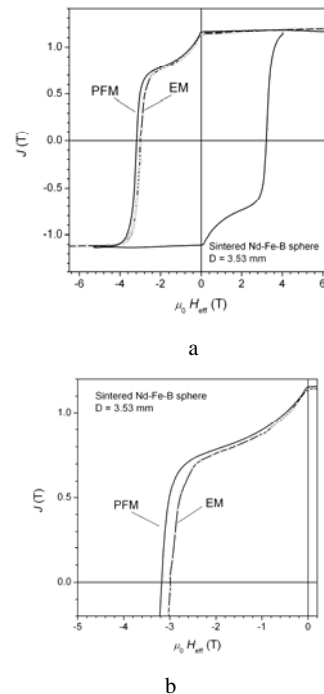 1.0
0.5
0.0
-0.5
-1.0
J (T)
PFM
EM
Sintered Nd-Fe-B sphere
D = 3.53 mm
-6 -4 -2 0 2 4 6
μ₀ H_eff (T)
a
Sintered Nd-Fe-B sphere
D = 3.53 mm
1.0
0.5
0.0
J (T)
PFM
EM
-5 -4 -3 -2 -1 0
μ₀ H_eff (T)
b